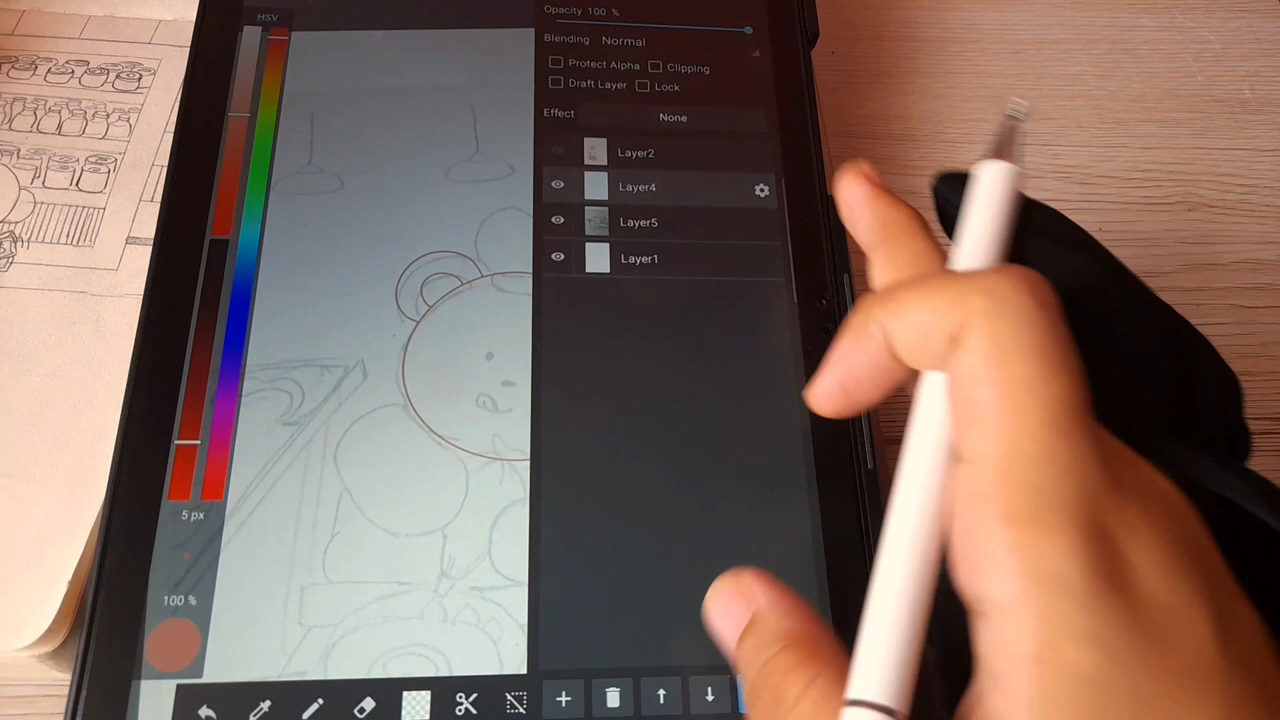 HSV
Opacity 100 %
Blending Normal
Protect Alpha Clipping
Draft Layer Lock
Effect None
Layer2
Layer4
Layer5
Layer1
5 px
100 %